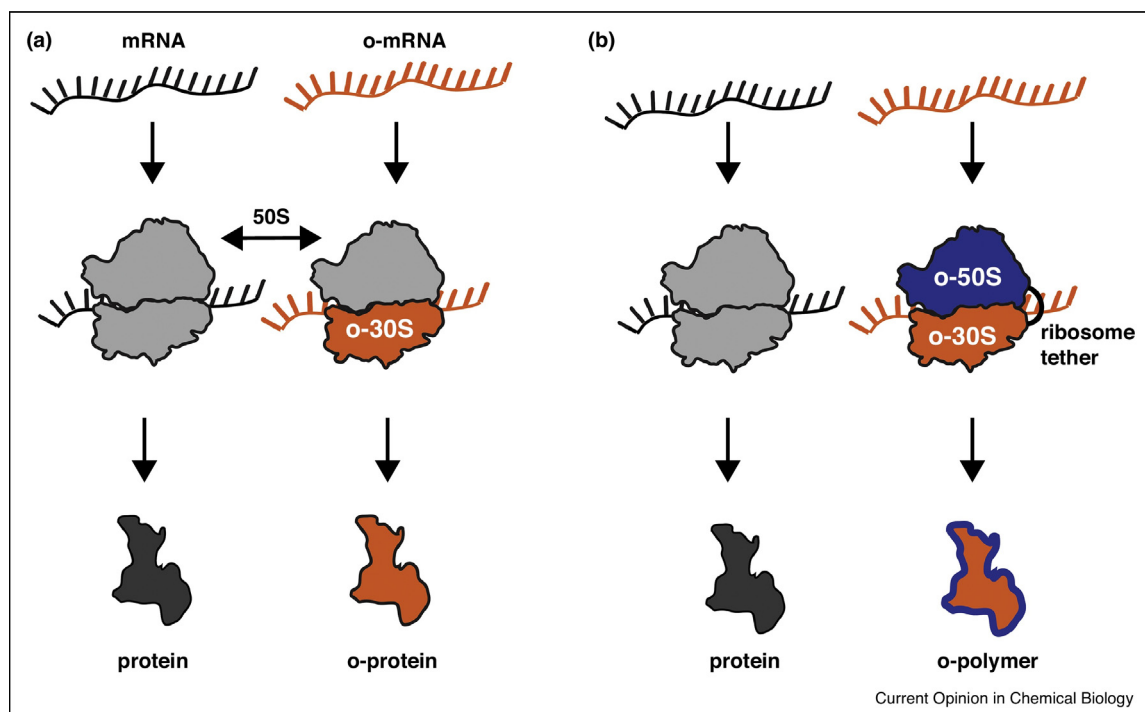 (a)
mRNA
o-mRNA
50S
o-30S
protein
o-protein
(b)
o-50S
o-30S
ribosome
tether
protein
o-polymer
Current Opinion in Chemical Biology